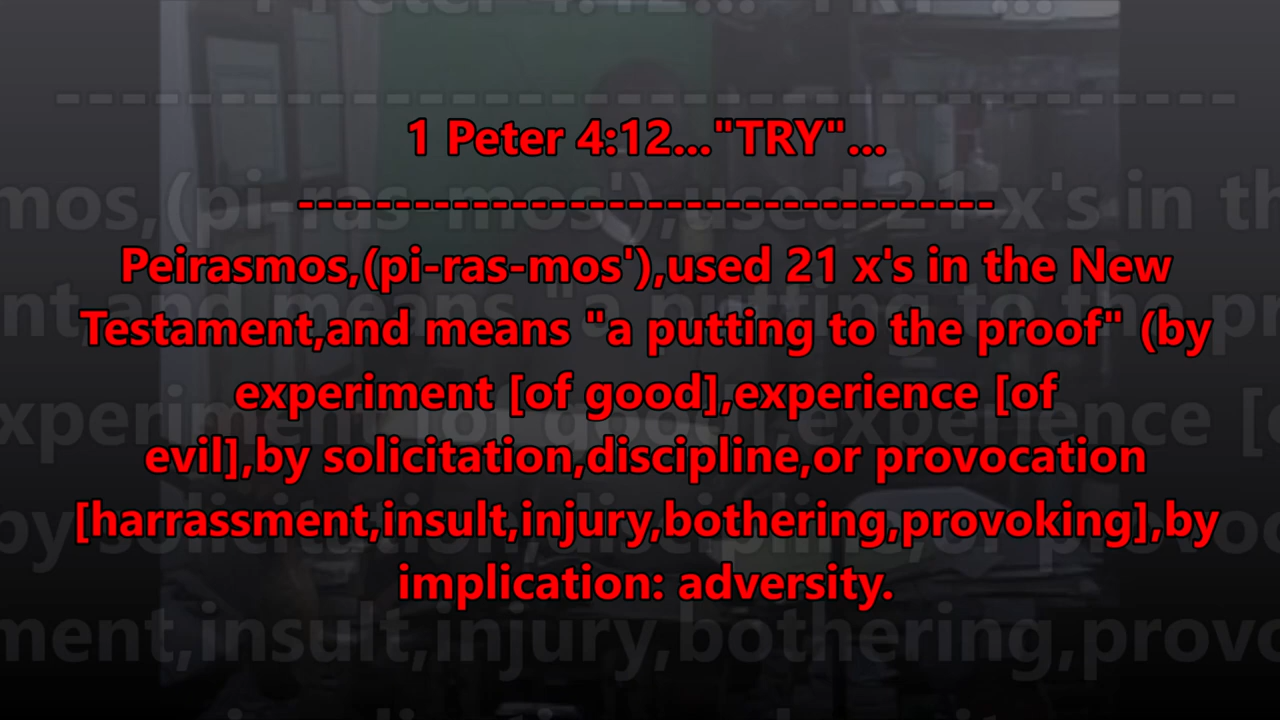 1 Peter 4:12..."TRY"...
------------------------------------
Peirasmos,(pi-ras-mos'),used 21 x's in the New
Testament,and means "a putting to the proof" (by
experiment [of good],experience [of
evil],by solicitation,discipline,or provocation
[harrassment,insult,injury,bothering,provoking],by
implication: adversity.